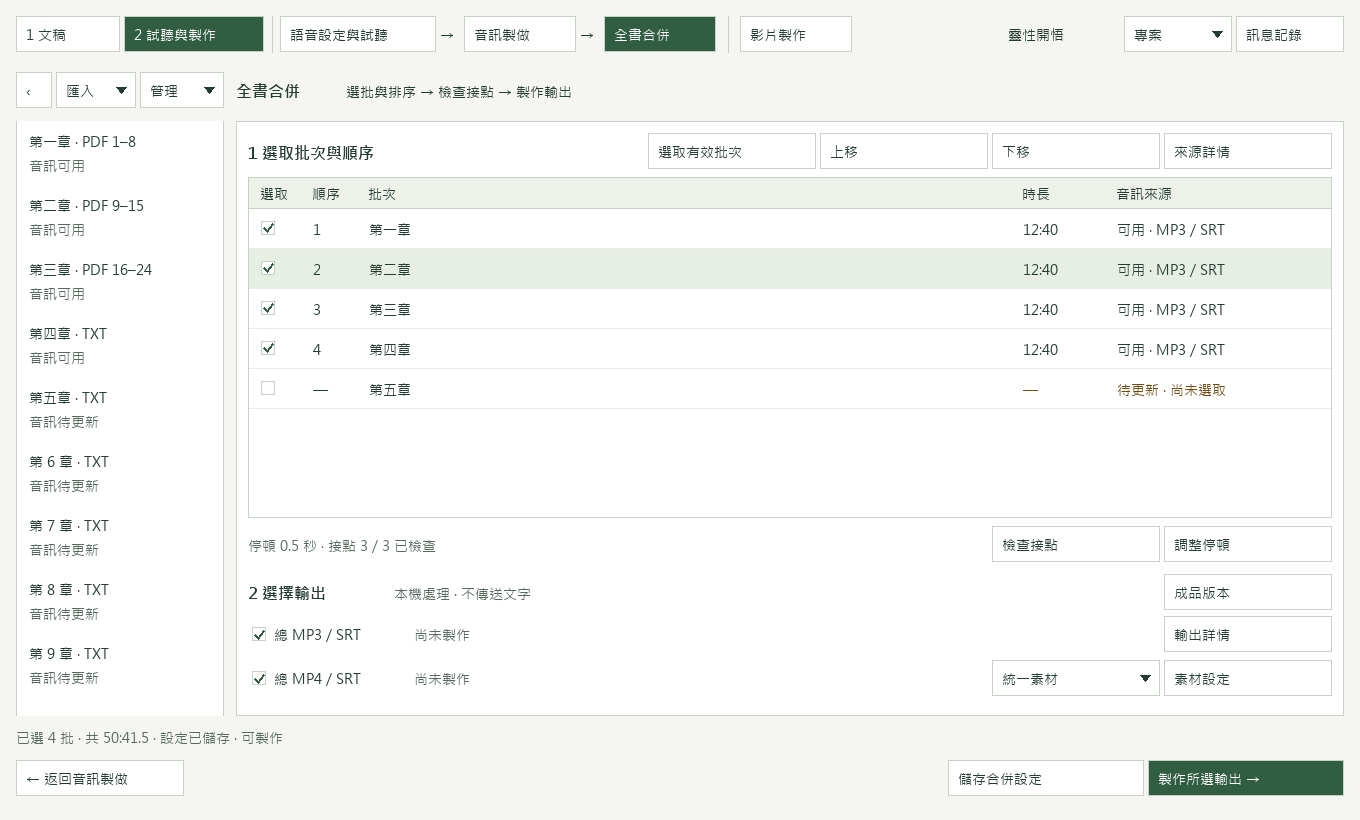 1 文稿
2 試聽與製作
語音設定與試聽 →
音訊製做 →
全書合併
影片製作
靈性開悟
專案
訊息記錄
‹
匯入
管理
全書合併
選批與排序 → 檢查接點 → 製作輸出
第一章 · PDF 1–8
音訊可用
第二章 · PDF 9–15
音訊可用
第三章 · PDF 16–24
音訊可用
第四章 · TXT
音訊可用
第五章 · TXT
音訊待更新
第 6 章 · TXT
音訊待更新
第 7 章 · TXT
音訊待更新
第 8 章 · TXT
音訊待更新
第 9 章 · TXT
音訊待更新
1 選取批次與順序
選取有效批次
上移
下移
來源詳情
選取 順序 批次 時長 音訊來源
1 第一章 12:40 可用 · MP3 / SRT
2 第二章 12:40 可用 · MP3 / SRT
3 第三章 12:40 可用 · MP3 / SRT
4 第四章 12:40 可用 · MP3 / SRT
— 第五章 — 待更新 · 尚未選取
停頓 0.5 秒 · 接點 3 / 3 已檢查
檢查接點
調整停頓
2 選擇輸出
本機處理 · 不傳送文字
成品版本
總 MP3 / SRT 尚未製作
輸出詳情
總 MP4 / SRT 尚未製作
統一素材
素材設定
已選 4 批 · 共 50:41.5 · 設定已儲存 · 可製作
← 返回音訊製做
儲存合併設定
製作所選輸出 →